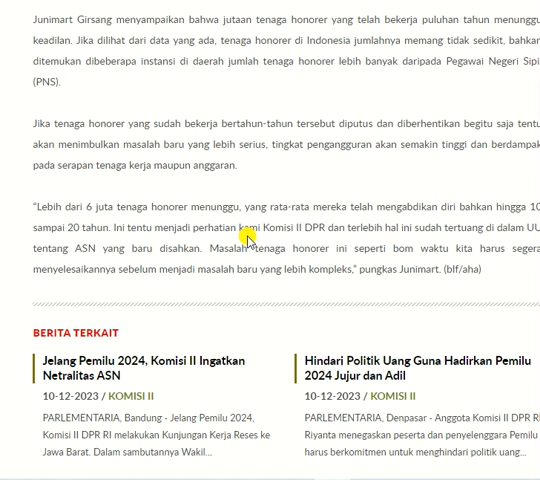 Junimart Girsang menyampaikan bahwa jutaan tenaga honorer yang telah bekerja puluhan tahun menunggu
keadilan. Jika dilihat dari data yang ada, tenaga honorer di Indonesia jumlahnya memang tidak sedikit, bahkan
ditemukan dibeberapa instansi di daerah jumlah tenaga honorer lebih banyak daripada Pegawai Negeri Sipi
(PNS).
Jika tenaga honorer yang sudah bekerja bertahun-tahun tersebut diputus dan diberhentikan begitu saja tentu
akan menimbulkan masalah baru yang lebih serius, tingkat pengangguran akan semakin tinggi dan berdampak
pada serapan tenaga kerja maupun anggaran.
“Lebih dari 6 juta tenaga honorer menunggu, yang rata-rata mereka telah mengabdikan diri bahkan hingga 10
sampai 20 tahun. Ini tentu menjadi perhatian kami Komisi II DPR dan terlebih hal ini sudah tertuang di dalam UU
tentang ASN yang baru disahkan. Masalah tenaga honorer ini seperti bom waktu kita harus segera
menyelesaikannya sebelum menjadi masalah baru yang lebih kompleks,” pungkas Junimart. (blf/aha)
BERITA TERKAIT
Jelang Pemilu 2024, Komisi II Ingatkan
Netralitas ASN
10-12-2023 / KOMISI II
PARLEMENTARIA, Bandung - Jelang Pemilu 2024,
Komisi II DPR RI melakukan Kunjungan Kerja Reses ke
Jawa Barat. Dalam sambutannya Wakil...
Hindari Politik Uang Guna Hadirkan Pemilu
2024 Jujur dan Adil
10-12-2023 / KOMISI II
PARLEMENTARIA, Denpasar - Anggota Komisi II DPR RI
Riyanta menegaskan peserta dan penyelenggara Pemilu
harus berkomitmen untuk menghindari politik uang...